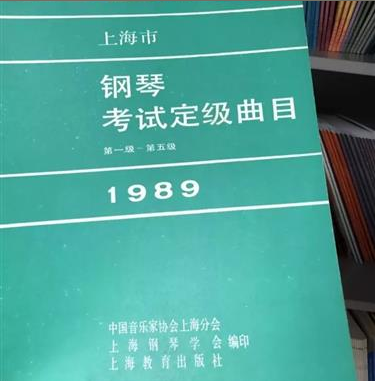 上海市
钢琴
考试定级曲目
第一级-第五级
1989
中国音乐家协会上海分会
上海钢琴学会 编印
上海教育出版社